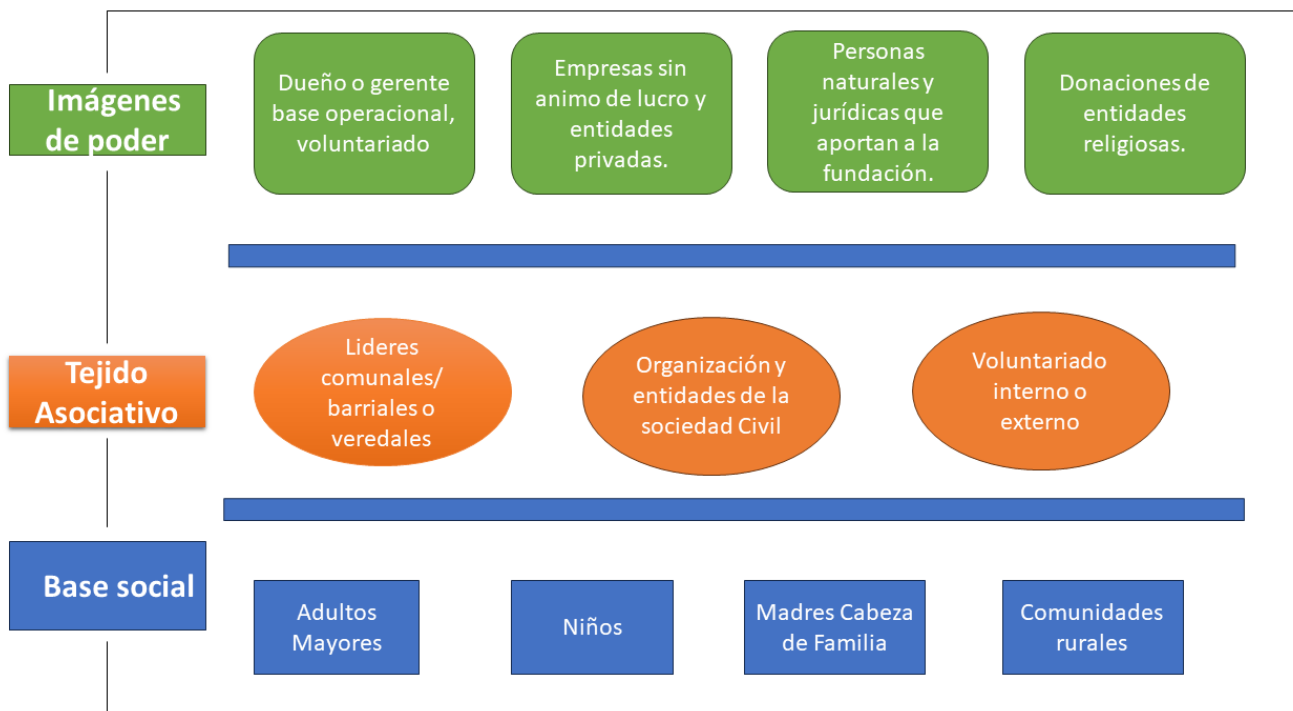 Imágenes
de poder
Dueño o gerente
base operacional,
voluntariado
Empresas sin
animo de lucro y
entidades
privadas.
Personas
naturales y
jurídicas que
aportan a la
fundación.
Donaciones de
entidades
religiosas.
Tejido
Asociativo
Lideres
comunales/
barriales o
veredales
Organización y
entidades de la
sociedad Civil
Voluntariado
interno o
externo
Base social
Adultos
Mayores
Niños
Madres Cabeza
de Familia
Comunidades
rurales